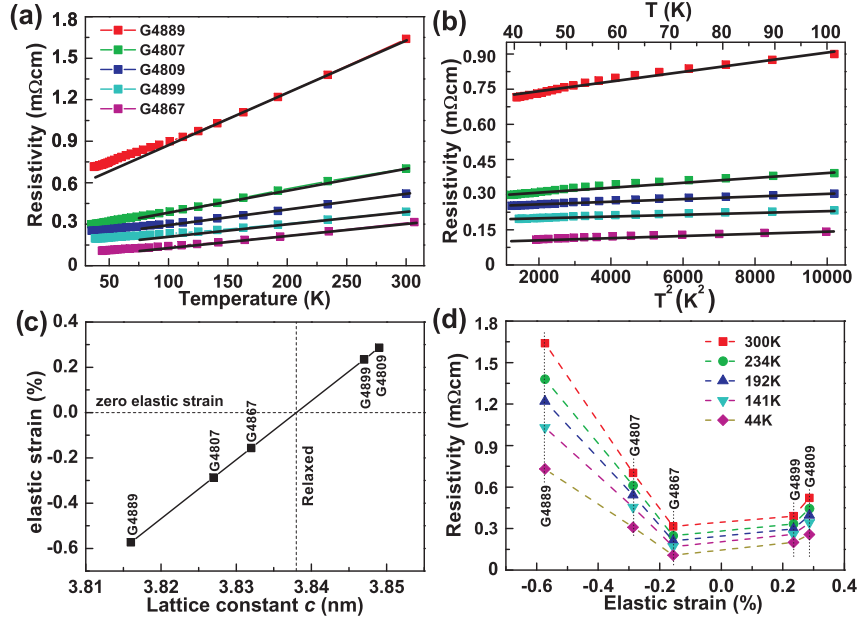 (a)
1.8
1.5
1.2
0.9
0.6
0.3
0
Resistivity (mΩcm)
G4889
G4807
G4809
G4899
G4867
50
100
150
200
250
300
Temperature (K)
(b)
T (K)
40
50
60
70
80
90
100
0.90
0.75
0.60
0.45
0.30
0.15
0.00
Resistivity (mΩcm)
2000
4000
6000
8000
10000
T² (K²)
(c)
0.4
0.2
0.0
-0.2
-0.4
-0.6
elastic strain (%)
zero elastic strain
Relaxed
G4889
G4807
G4867
G4899
G4809
3.81
3.82
3.83
3.84
3.85
Lattice constant c (nm)
(d)
1.8
1.5
1.2
0.9
0.6
0.3
0.0
Resistivity (mΩcm)
300K
234K
192K
141K
44K
G4889
G4807
G4867
G4899
G4809
-0.6
-0.4
-0.2
0.0
0.2
0.4
Elastic strain (%)